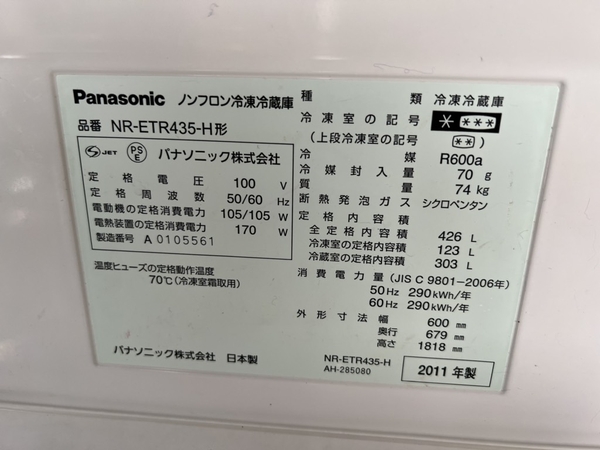 Panasonic ノンフロン冷凍冷蔵庫
品番 NR-ETR435-H形
S JET PSE パナソニック株式会社
定格電圧 100 V
定格周波数 50/60 Hz
電動機の定格消費電力 105/105 W
電熱装置の定格消費電力 170 W
製造番号 A 0105561
温度ヒューズの定格動作温度
70℃(冷凍室霜取用)
パナソニック株式会社 日本製
種類 冷凍冷蔵庫
冷凍室の記号 * ***
(上段冷凍室の記号 ** )
冷媒 R600a
冷媒封入量 70 g
質量 74 kg
断熱発泡ガス シクロペンタン
定格内容積
全定格内容積 426 L
冷凍室の定格内容積 123 L
冷蔵室の定格内容積 303 L
消費電力量 (JIS C 9801−2006年)
50Hz 290kWh/年
60Hz 290kWh/年
外形寸法 幅 600 mm
奥行 679 mm
高さ 1818 mm
NR-ETR435-H
AH-285080
2011年製